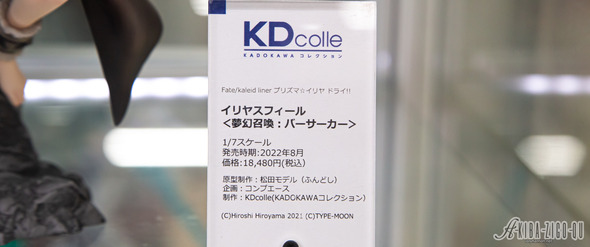 KDcolle
KADOKAWA コレクション
Fate/kaleid liner プリズマ☆イリヤ ドライ!!
イリヤスフィール
＜夢幻召喚：バーサーカー＞
1/7スケール
発売時期:2022年8月
価格:18,480円(税込)
原型制作：松田モデル（ふんどし）
企画：コンプエース
制作：KDcolle(KADOKAWAコレクション)
(C)Hiroshi Hiroyama 2021 (C)TYPE-MOON
AKIBA-ZIGO-QU